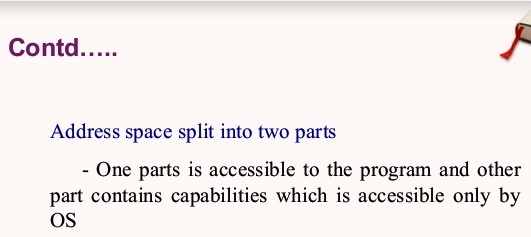 Contd.....
Address space split into two parts
- One parts is accessible to the program and other
part contains capabilities which is accessible only by
OS